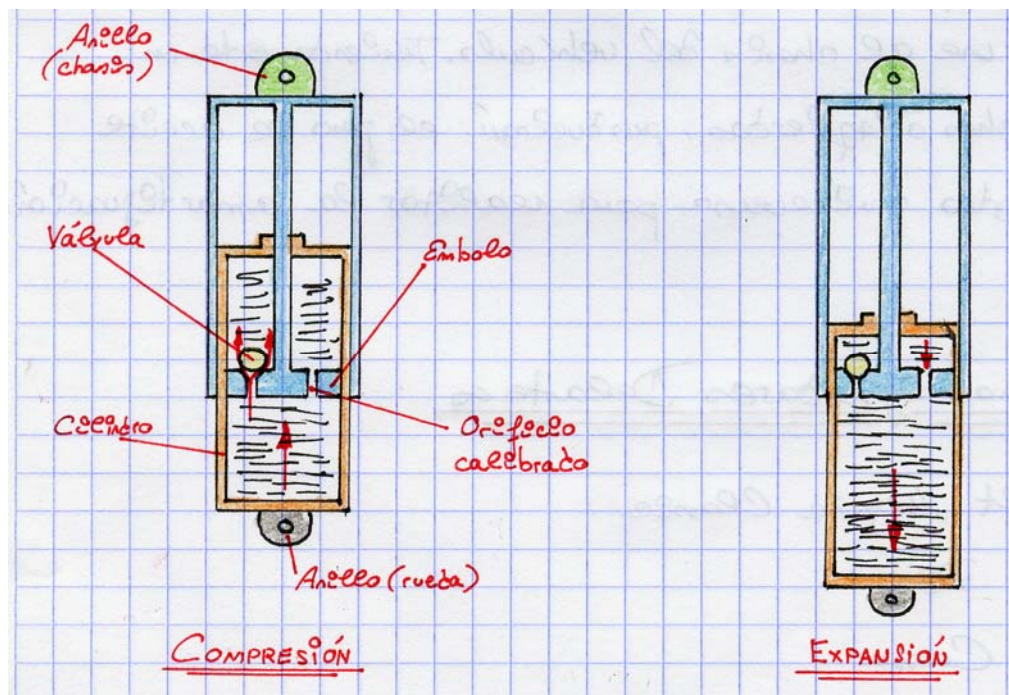 Anillo
(chasis)
Válvula
Embolo
Cilindro
Orificio
calibrado
Anillo (rueda)
COMPRESIÓN
EXPANSIÓN